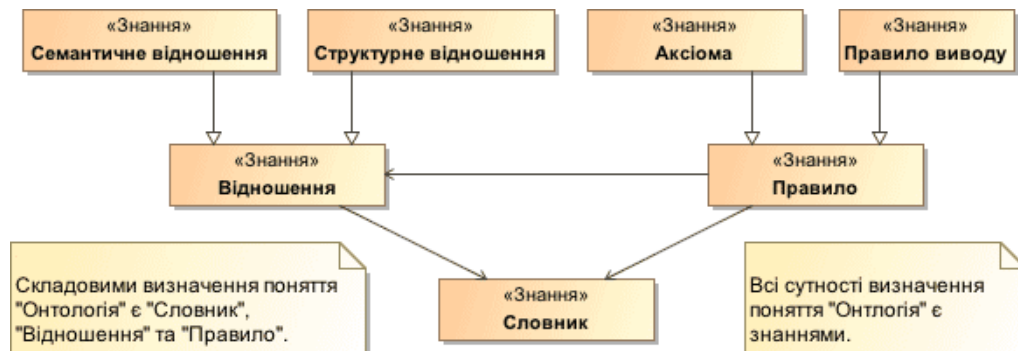 «Знання»
Семантичне відношення
«Знання»
Структурне відношення
«Знання»
Аксіома
«Знання»
Правило виводу
«Знання»
Відношення
«Знання»
Правило
Складовими визначення поняття
"Онтологія" є "Словник",
"Відношення" та "Правило".
«Знання»
Словник
Всі сутності визначення
поняття "Онтлогія" є
знаннями.